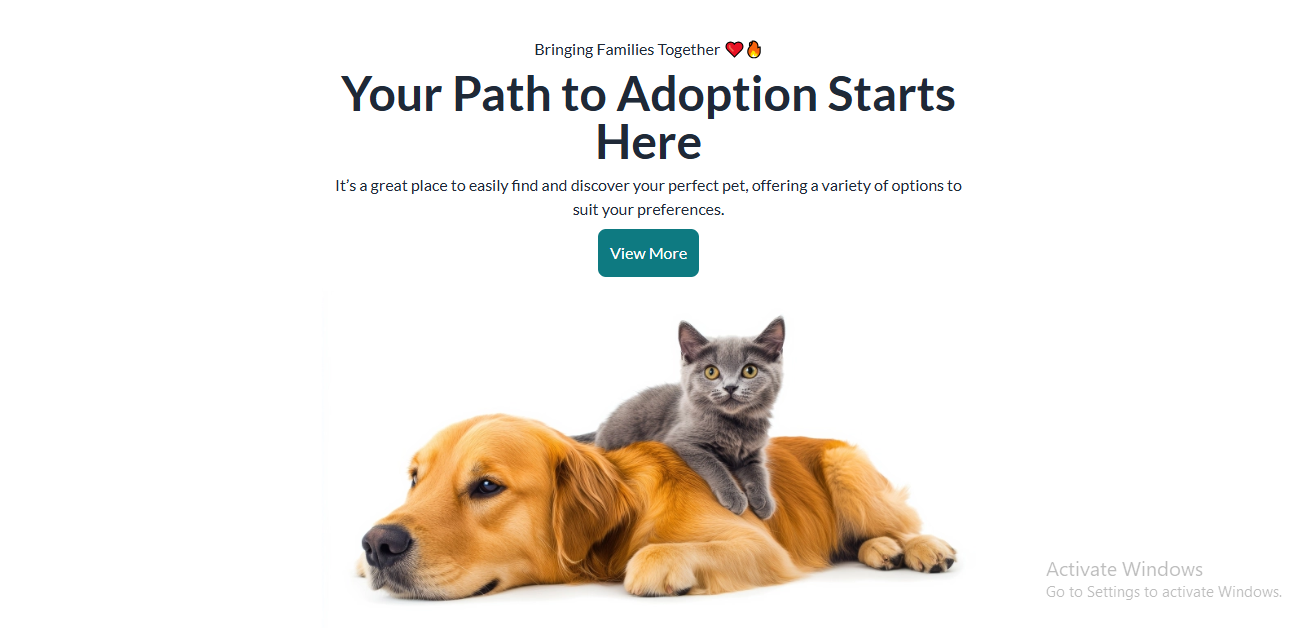 Bringing Families Together ❤️🔥
Your Path to Adoption Starts
Here
It’s a great place to easily find and discover your perfect pet, offering a variety of options to
suit your preferences.
View More
Activate Windows
Go to Settings to activate Windows.